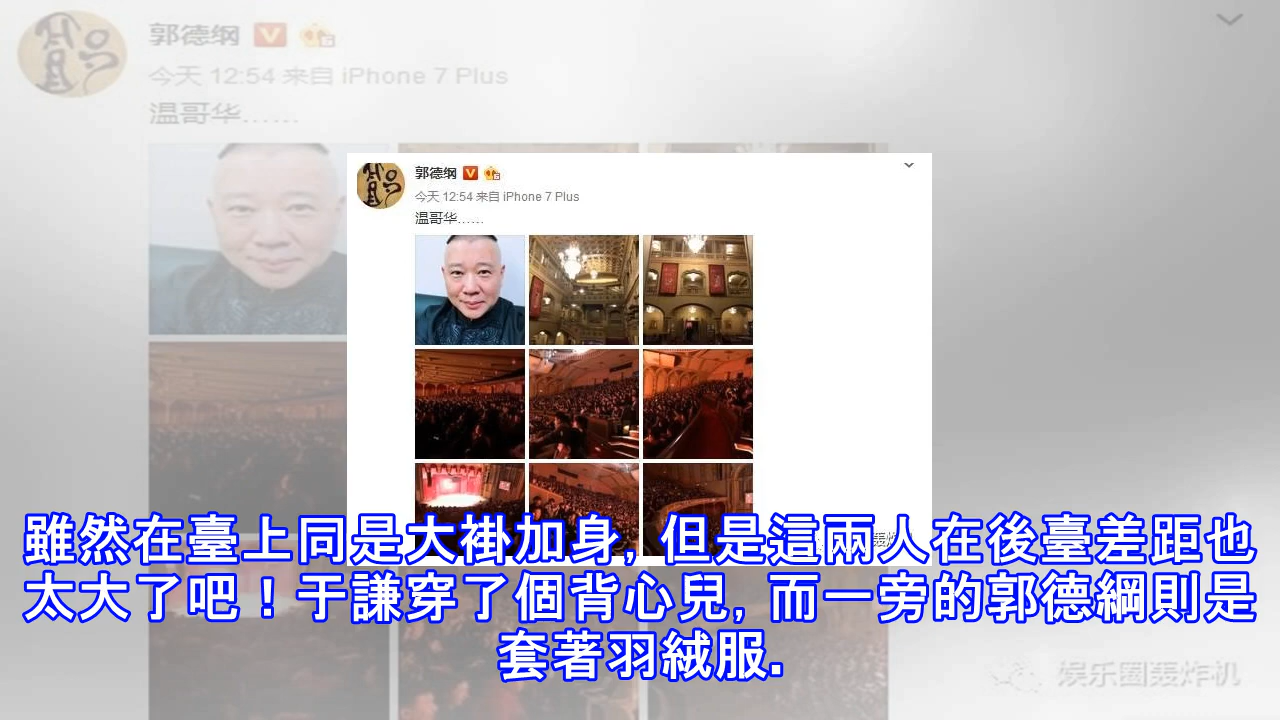 郭德纲
今天 12:54 来自 iPhone 7 Plus
温哥华……
郭德纲
今天 12:54 来自 iPhone 7 Plus
温哥华……
雖然在臺上同是大褂加身, 但是這兩人在後臺差距也
太大了吧！于謙穿了個背心兒, 而一旁的郭德綱則是
套著羽絨服.
娱乐圈轰炸机